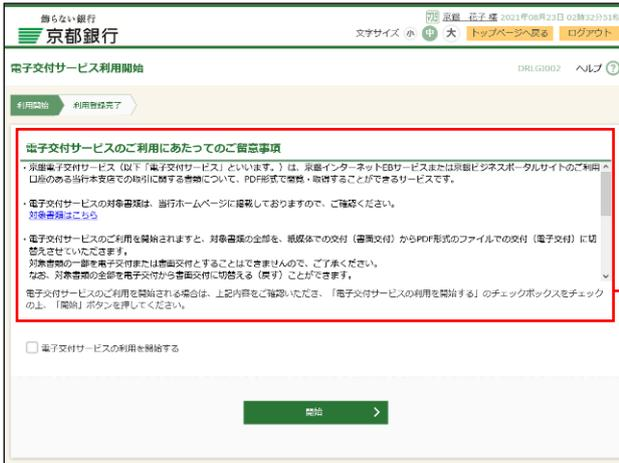 飾らない銀行
京都銀行
京銀 花子 様 2021年08月23日 02時32分51秒
文字サイズ 小 中 大 トップページへ戻る ログアウト
電子交付サービス利用開始
DRLGI002 ヘルプ ?
利用開始 利用登録完了
電子交付サービスのご利用にあたってのご留意事項
・京銀電子交付サービス（以下「電子交付サービス」といいます。）は、京銀インターネットEBサービスまたは京銀ビジネスポータルサイトのご利用
口座のある当行本支店での取引に関する書類について、PDF形式で閲覧・取得することができるサービスです。
・電子交付サービスの対象書類は、当行ホームページに掲載しておりますので、ご確認ください。
対象書類はこちら
・電子交付サービスのご利用を開始されますと、対象書類の全部を、紙媒体での交付（書面交付）からPDF形式のファイルでの交付（電子交付）に切
替えさせていただきます。
対象書類の一部を電子交付または書面交付とすることはできませんので、ご了承ください。
なお、対象書類の全部を電子交付から書面交付に切替える（戻す）ことができます。
電子交付サービスのご利用を開始される場合は、上記内容をご確認いただき、「電子交付サービスの利用を開始する」のチェックボックスをチェック
の上、「開始」ボタンを押してください。
電子交付サービスの利用を開始する
開始